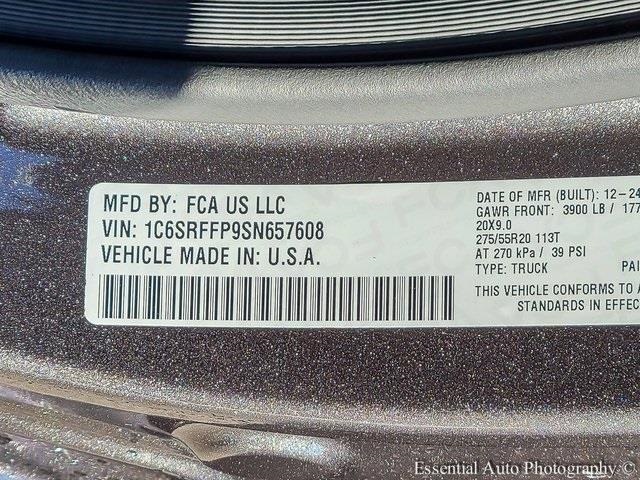 MFD BY: FCA US LLC
VIN: 1C6SRFFP9SN657608
VEHICLE MADE IN: U.S.A.
DATE OF MFR (BUILT): 12-24
GAWR FRONT: 3900 LB / 177
20X9.0
275/55R20 113T
AT 270 kPa / 39 PSI
TYPE: TRUCK PAI
THIS VEHICLE CONFORMS TO A
STANDARDS IN EFFEC
Essential Auto Photography ©